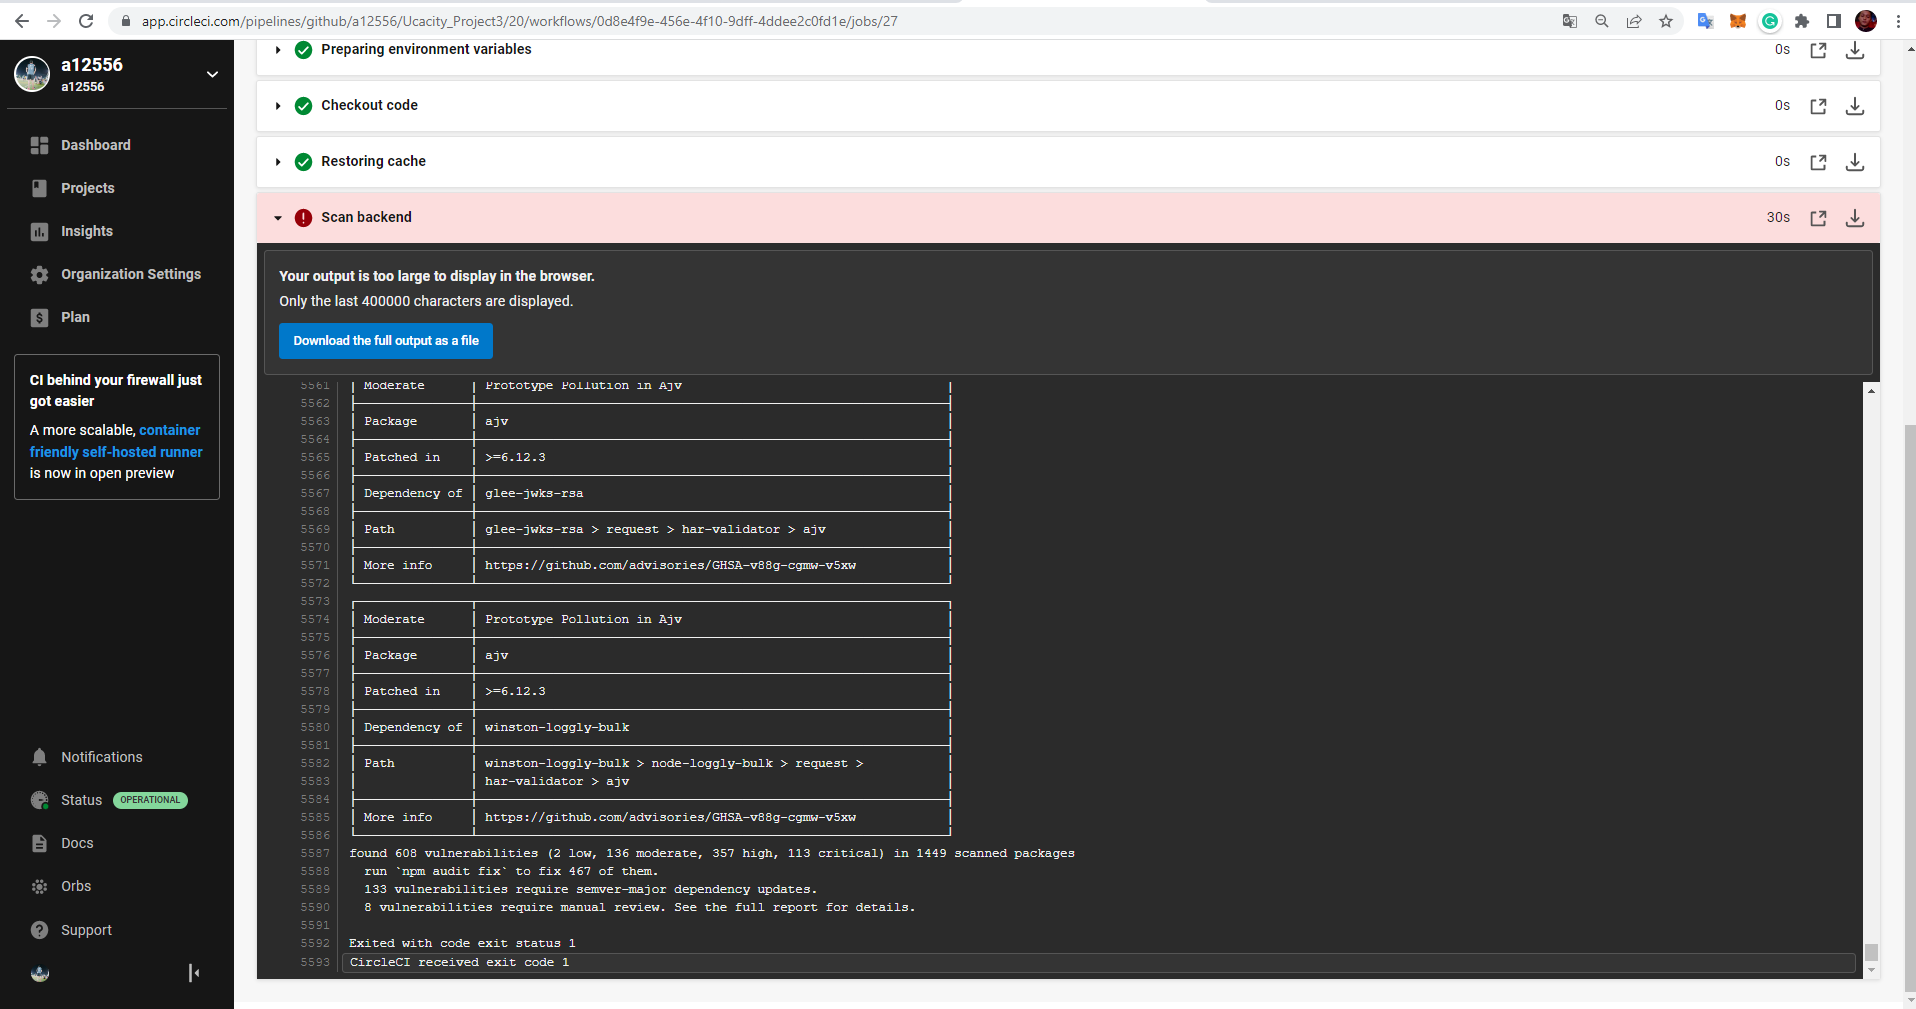 app.circleci.com/pipelines/github/a12556/Ucacity_Project3/20/workflows/0d8e4f9e-456e-4f10-9dff-4ddee2c0fd1e/jobs/27
a12556
a12556
Dashboard
Projects
Insights
Organization Settings
Plan
CI behind your firewall just
got easier
A more scalable, container
friendly self-hosted runner
is now in open preview
Notifications
Status OPERATIONAL
Docs
Orbs
Support
Preparing environment variables 0s
Checkout code 0s
Restoring cache 0s
Scan backend 30s
Your output is too large to display in the browser.
Only the last 400000 characters are displayed.
Download the full output as a file
5561 Moderate Prototype Pollution in Ajv
5562
5563 Package ajv
5564
5565 Patched in >=6.12.3
5566
5567 Dependency of glee-jwks-rsa
5568
5569 Path glee-jwks-rsa > request > har-validator > ajv
5570
5571 More info https://github.com/advisories/GHSA-v88g-cgmw-v5xw
5572
5573
5574 Moderate Prototype Pollution in Ajv
5575
5576 Package ajv
5577
5578 Patched in >=6.12.3
5579
5580 Dependency of winston-loggly-bulk
5581
5582 Path winston-loggly-bulk > node-loggly-bulk > request >
5583 har-validator > ajv
5584
5585 More info https://github.com/advisories/GHSA-v88g-cgmw-v5xw
5586
5587 found 608 vulnerabilities (2 low, 136 moderate, 357 high, 113 critical) in 1449 scanned packages
5588 run `npm audit fix` to fix 467 of them.
5589 133 vulnerabilities require semver-major dependency updates.
5590 8 vulnerabilities require manual review. See the full report for details.
5591
5592 Exited with code exit status 1
5593 CircleCI received exit code 1